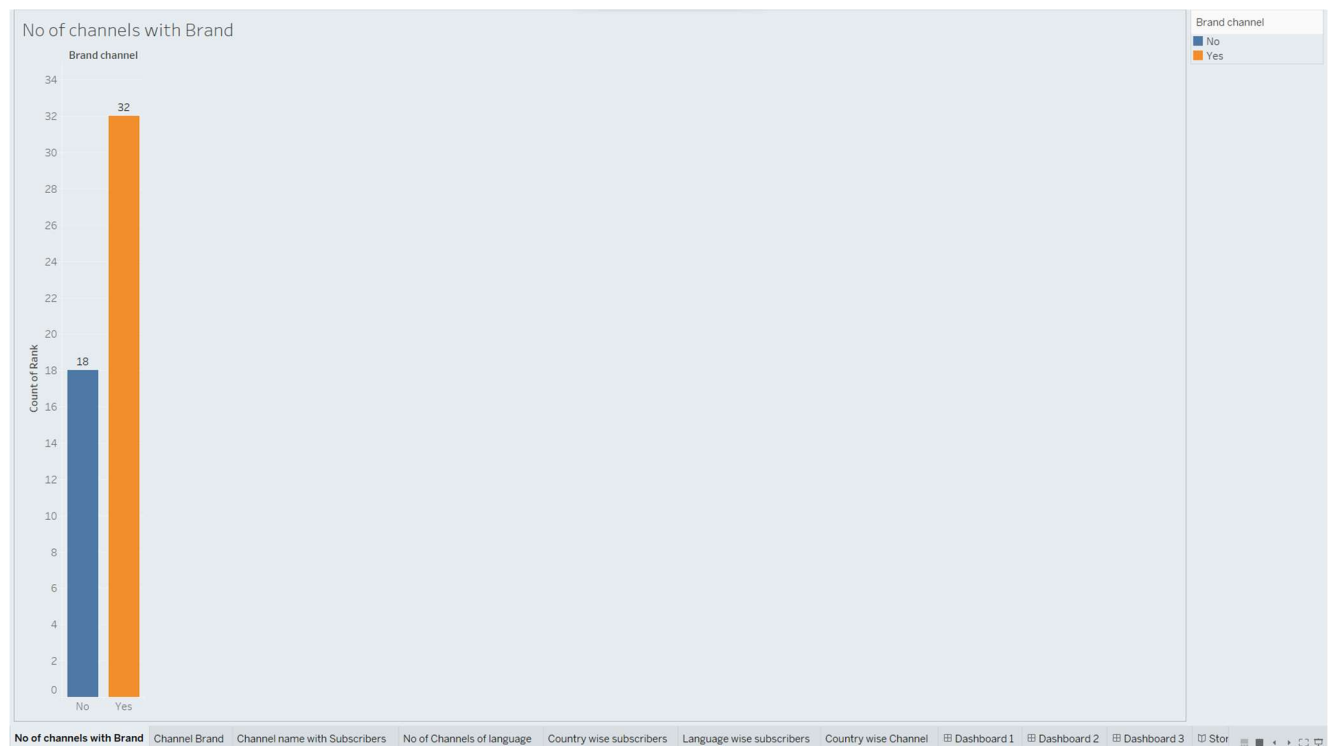 No of channels with Brand
Brand channel
34
32
32
30
28
26
24
22
20
18
18
16
14
12
10
8
6
4
2
0
Count of Rank
No Yes
Brand channel
No
Yes
No of channels with Brand Channel Brand Channel name with Subscribers No of Channels of language Country wise subscribers Language wise subscribers Country wise Channel Dashboard 1 Dashboard 2 Dashboard 3 Stor